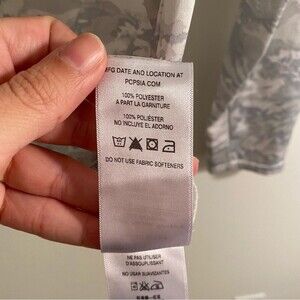 MFG DATE AND LOCATION AT
PCPSIA.COM
100% POLYESTER
A PART LA GARNITURE
100% POLIÉSTER
NO INCLUYE EL ADORNO
DO NOT USE FABRIC SOFTENERS
NE PAS UTILISER
D'ASSOUPLISSANT
NO USAR SUAVIZANTES